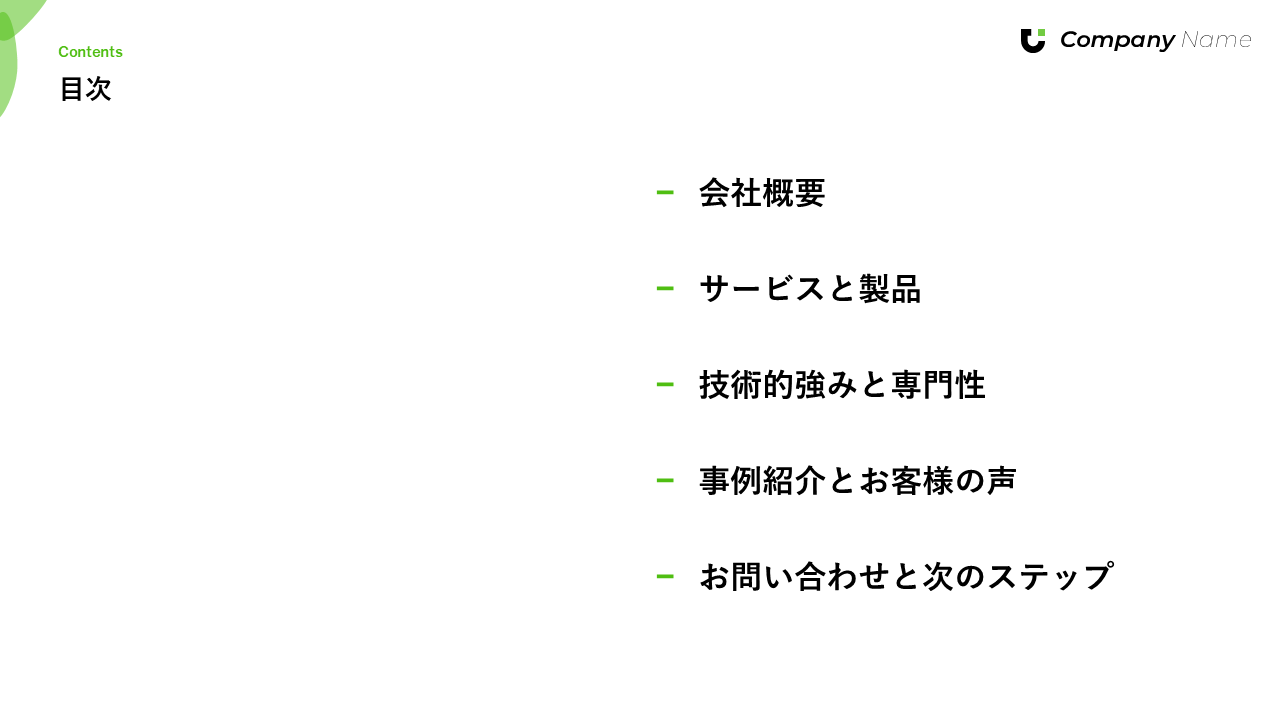 Contents
目次
Company Name
– 会社概要
– サービスと製品
– 技術的強みと専門性
– 事例紹介とお客様の声
– お問い合わせと次のステップ